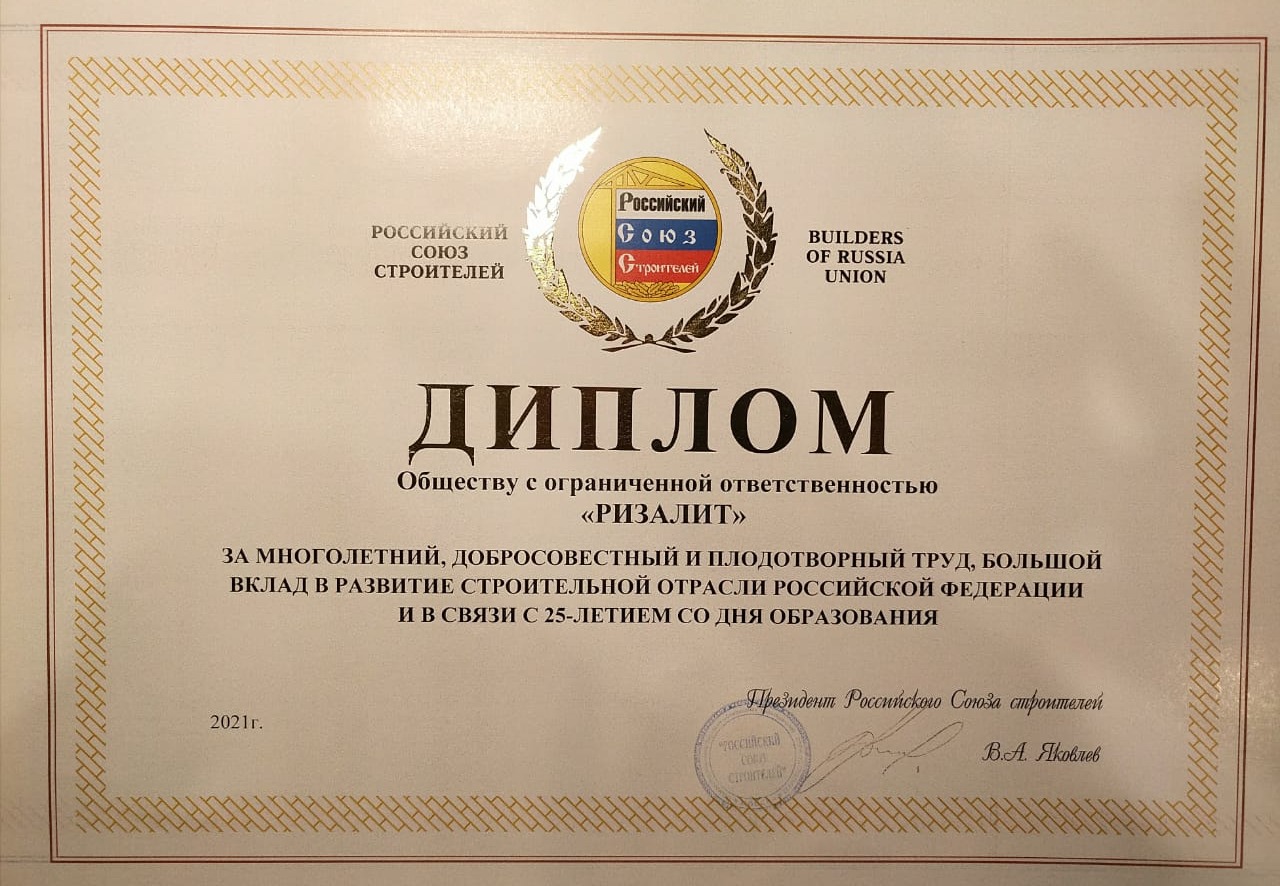 РОССИЙСКИЙ
СОЮЗ
СТРОИТЕЛЕЙ
Российский
Союз
Строителей
BUILDERS
OF RUSSIA
UNION
ДИПЛОМ
Обществу с ограниченной ответственностью
«РИЗАЛИТ»
ЗА МНОГОЛЕТНИЙ, ДОБРОСОВЕСТНЫЙ И ПЛОДОТВОРНЫЙ ТРУД, БОЛЬШОЙ
ВКЛАД В РАЗВИТИЕ СТРОИТЕЛЬНОЙ ОТРАСЛИ РОССИЙСКОЙ ФЕДЕРАЦИИ
И В СВЯЗИ С 25-ЛЕТИЕМ СО ДНЯ ОБРАЗОВАНИЯ
Президент Российского Союза строителей
2021г.
В.А. Яковлев
"РОССИЙСКИЙ
СОЮЗ
СТРОИТЕЛЕЙ"